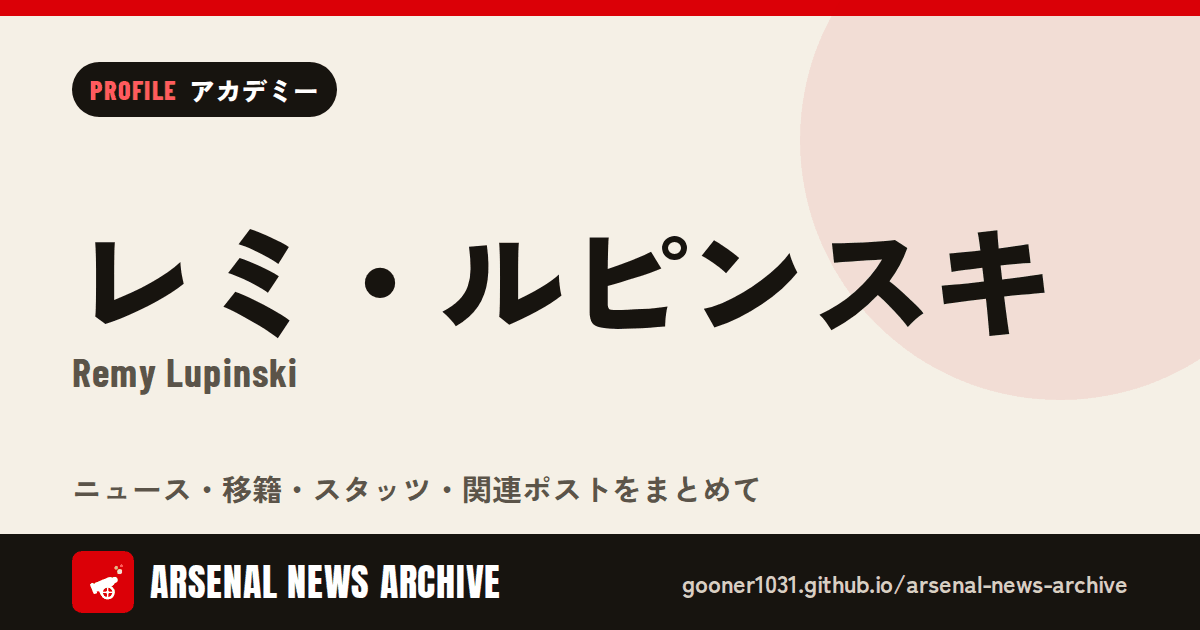 PROFILE アカデミー
レミ・ルピンスキ
Remy Lupinski
ニュース・移籍・スタッツ・関連ポストをまとめて
ARSENAL NEWS ARCHIVE
gooner1031.github.io/arsenal-news-archive